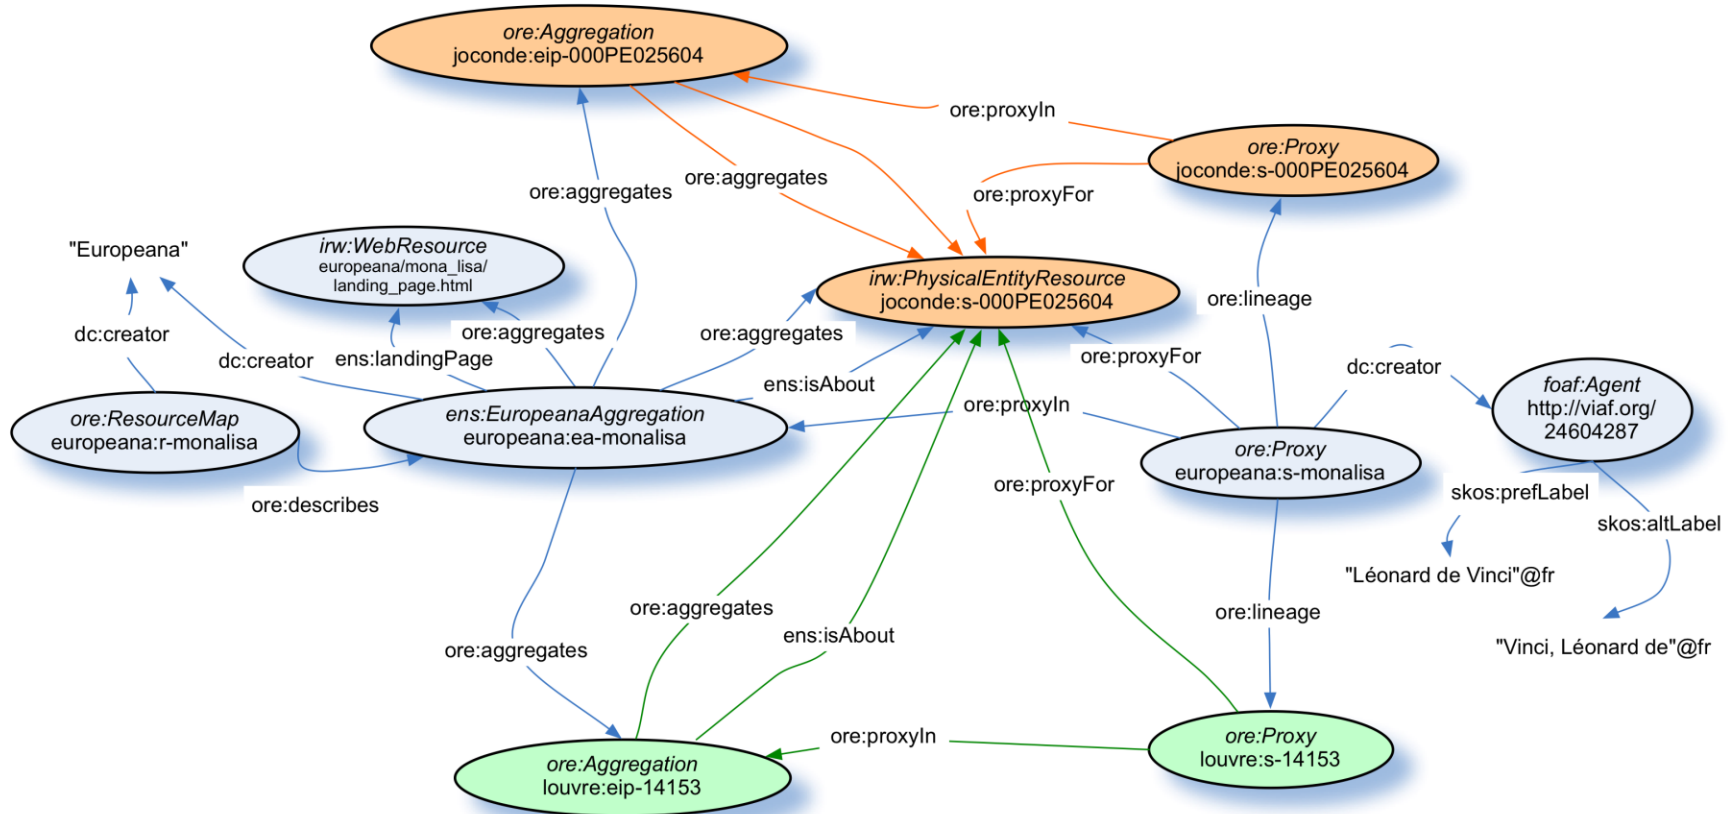 ore:Aggregation
joconde:eip-000PE025604
ore:proxyIn
ore:Proxy
joconde:s-000PE025604
ore:aggregates
ore:aggregates
ore:proxyFor
"Europeana"
irw:WebResource
europeana/mona_lisa/
landing_page.html
irw:PhysicalEntityResource
joconde:s-000PE025604
ore:lineage
dc:creator
ore:aggregates
ore:aggregates
dc:creator
ens:landingPage
ens:isAbout
ore:proxyFor
dc:creator
foaf:Agent
http://viaf.org/
24604287
ore:ResourceMap
europeana:r-monalisa
ens:EuropeanaAggregation
europeana:ea-monalisa
ore:proxyIn
ore:Proxy
europeana:s-monalisa
ore:describes
ore:proxyFor
skos:prefLabel
skos:altLabel
"Léonard de Vinci"@fr
ore:aggregates
ens:isAbout
ore:lineage
ore:aggregates
"Vinci, Léonard de"@fr
ore:proxyIn
ore:Aggregation
louvre:eip-14153
ore:Proxy
louvre:s-14153